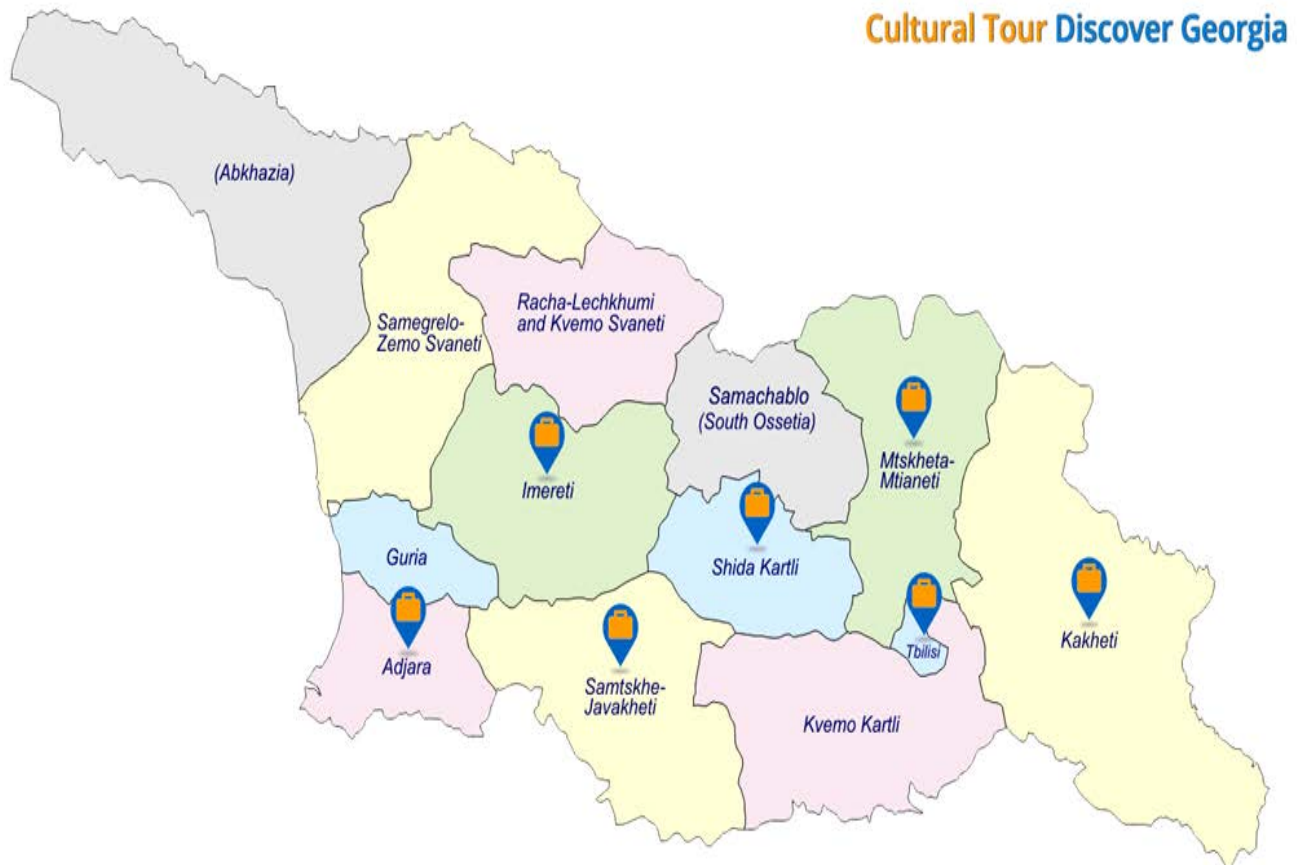 Cultural Tour Discover Georgia
(Abkhazia)
Samegrelo-
Zemo Svaneti
Racha-Lechkhumi
and Kvemo Svaneti
Samachablo
(South Ossetia)
Mtskheta-
Mtianeti
Imereti
Shida Kartli
Guria
Kakheti
Adjara
Samtskhe-
Javakheti
Tbilisi
Kvemo Kartli